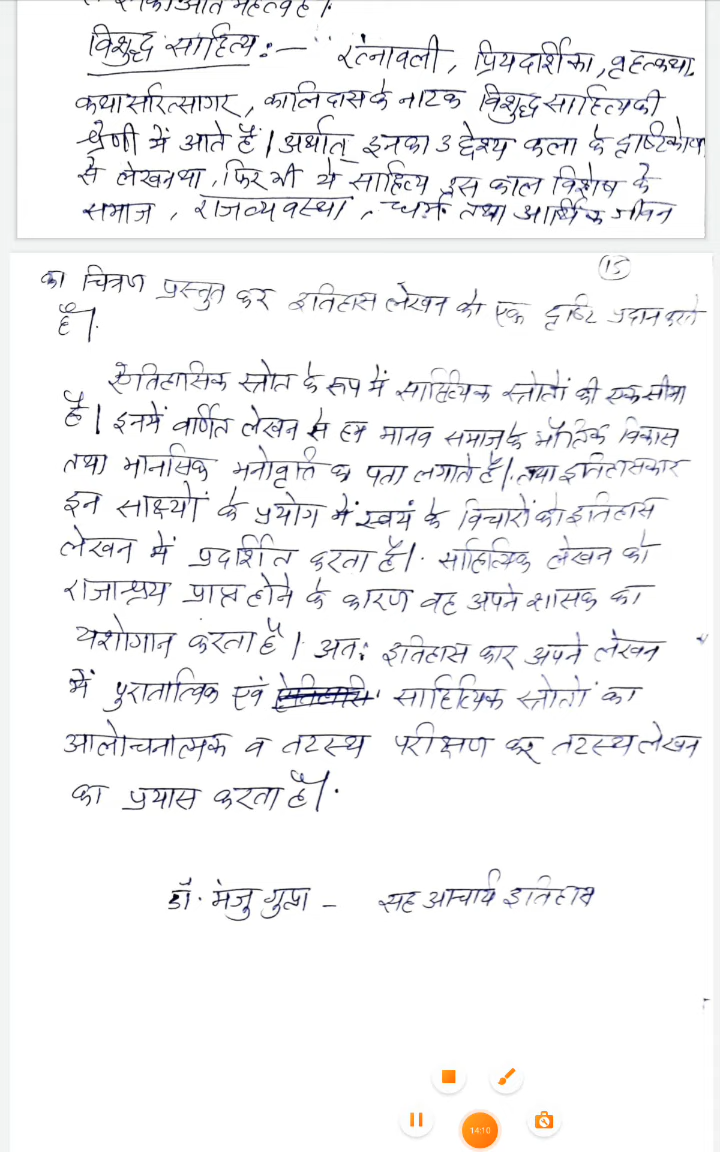 विशुद्ध साहित्य :— रत्नावली, प्रियदर्शिका, वृहत्कथा,
कथासरित्सागर, कालिदास के नाटक विशुद्ध साहित्य की
श्रेणी में आते हैं। अर्थात् इनका उद्देश्य कला के दृष्टिकोण
से लेखन था, फिर भी ये साहित्य इस काल विशेष के
समाज, राजव्यवस्था, धर्म तथा आर्थिक जीवन
15
का चित्रण प्रस्तुत कर इतिहास लेखन को एक दृष्टि प्रदान करते
है।
ऐतिहासिक स्त्रोत के रूप में साहित्यिक स्त्रोतों की एक सीमा
है। इनमें वर्णित लेखन से हम मानव समाज के भौतिक विकास
तथा मानसिक मनोवृत्ति का पता लगाते है। तथा इतिहासकार
इन साक्ष्यों के प्रयोग में स्वयं के विचारों को इतिहास
लेखन में प्रदर्शित करता है। साहित्यिक लेखन को
राजाश्रय प्राप्त होने के कारण वह अपने शासक का
यशोगान करता है। अतः इतिहास कार अपने लेखन
में पुरातात्विक एवं साहित्यिक स्त्रोतों का
आलोचनात्मक व तटस्थ परीक्षण कर तटस्थ लेखन
का प्रयास करता है।
डॉ. मंजु गुप्ता — सह आचार्य इतिहास
14:10